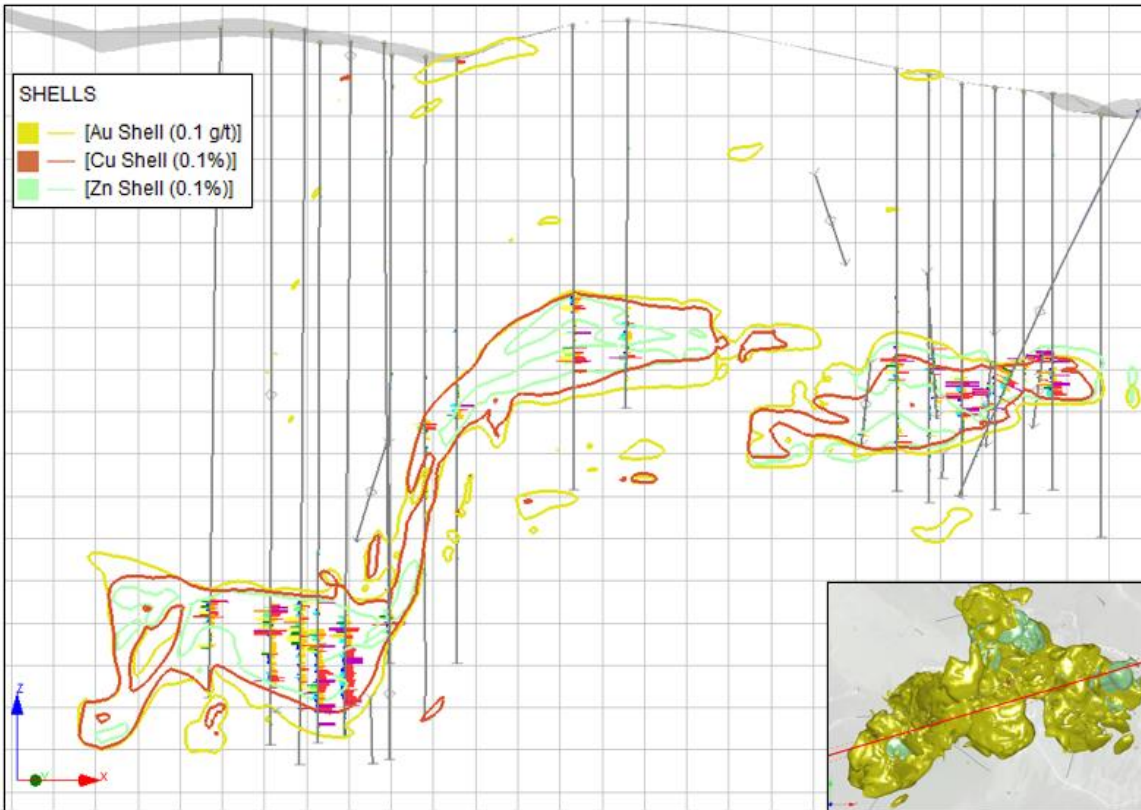 SHELLS
[Au Shell (0.1 g/t)]
[Cu Shell (0.1%)]
[Zn Shell (0.1%)]
Z
Y
X